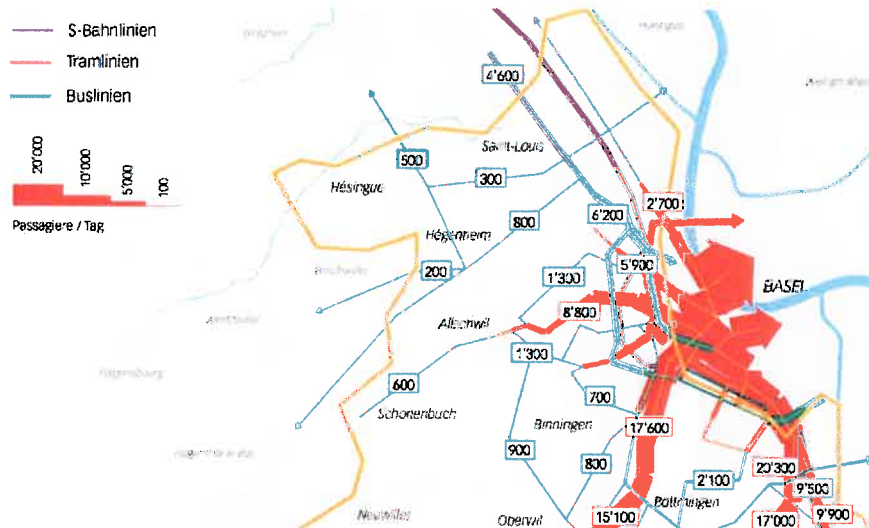 S-Bahnlinien
Tramlinien
Buslinien
20'000
10'000
5'000
100
Passagiere / Tag
4'600
Saint-Louis
500
300
Hésingue
800
6'200
2'700
Hégenheim
5'900
200
1'300
BASEL
8'800
Allschwil
1'300
600
700
Schönenbuch
Binningen
17'600
900
800
20'300
2'100
9'500
Bottmingen
Neuwiller
Oberwil
15'100
17'000
9'900